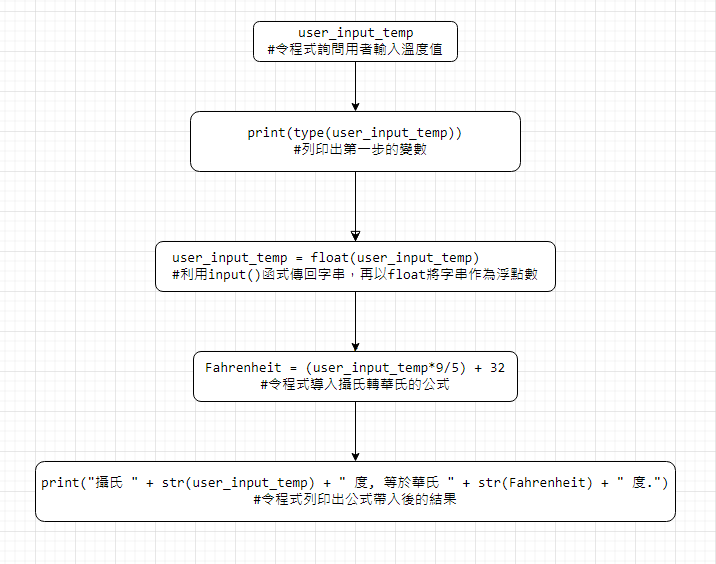 user_input_temp
#令程式詢問用者輸入溫度值
print(type(user_input_temp))
#列印出第一步的變數
user_input_temp = float(user_input_temp)
#利用input()函式傳回字串，再以float將字串作為浮點數
Fahrenheit = (user_input_temp*9/5) + 32
#令程式導入攝氏轉華氏的公式
print("攝氏 " + str(user_input_temp) + " 度, 等於華氏 " + str(Fahrenheit) + " 度.")
#令程式列印出公式帶入後的結果